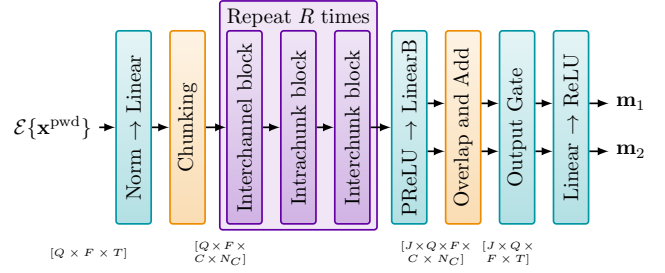 Repeat R times
ℰ{x^pwd}
Norm → Linear
Chunking
Interchannel block
Intrachunk block
Interchunk block
PReLU → LinearB
Overlap and Add
Output Gate
Linear → ReLU
m₁
m₂
[Q × F × T]
[Q × F ×
C × N_C]
[J × Q × F ×
C × N_C]
[J × Q ×
F × T]